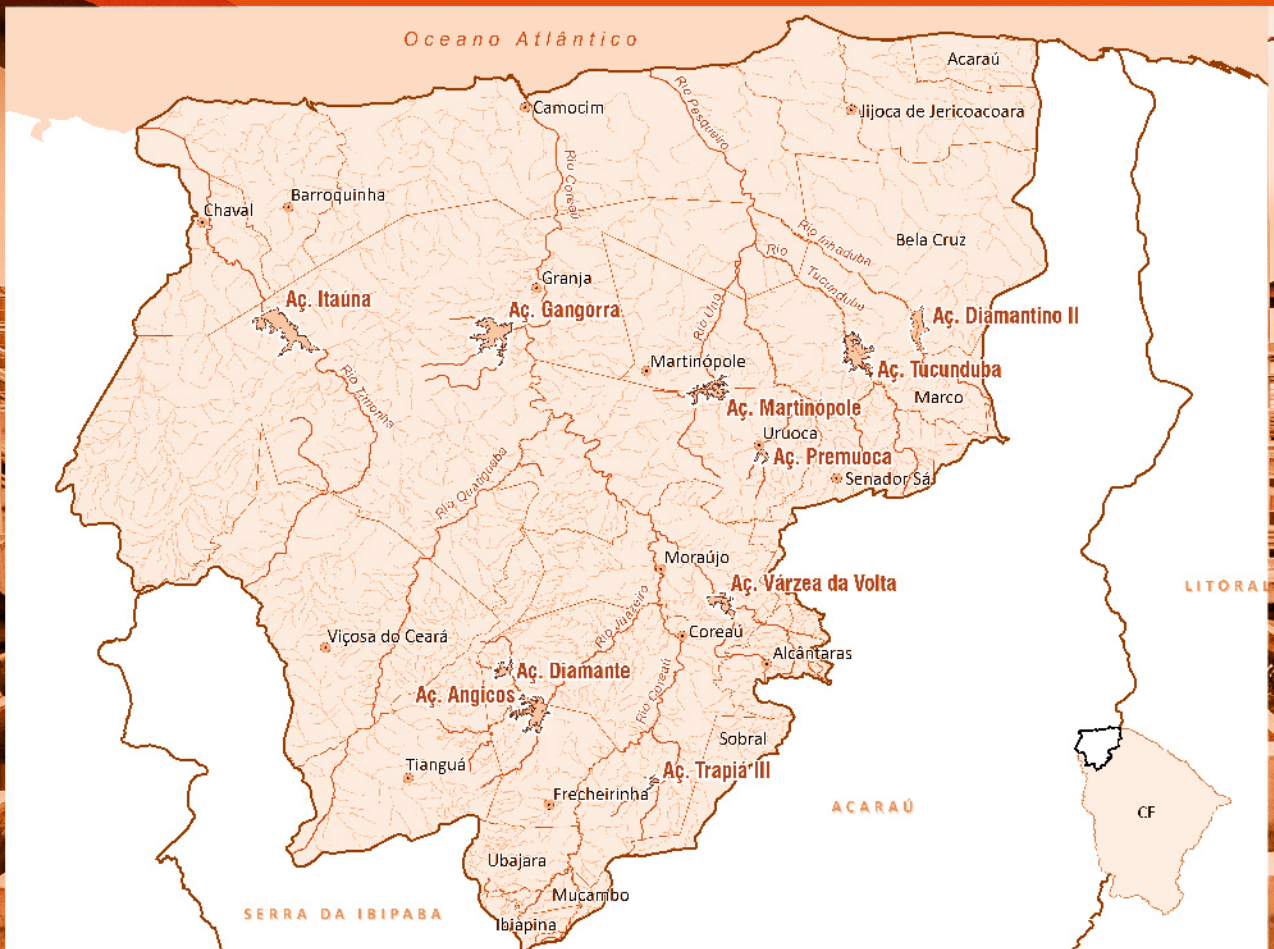 Oceano Atlântico
Acaraú
Camocim
Jijoca de Jericoacoara
Rio Pesqueiro
Rio Coreaú
Barroquinha
Chaval
Rio Inhaduba
Bela Cruz
Rio Tucunduba
Granja
Aç. Itaúna
Aç. Gangorra
Rio Una
Aç. Diamantino II
Martinópole
Aç. Tucunduba
Rio Timonha
Marco
Aç. Martinópole
Uruoca
Aç. Premuoca
Senador Sá
Rio Quatigueba
Moraújo
Aç. Várzea da Volta
LITORAL
Rio Juazeiro
Viçosa do Ceará
Coreaú
Alcântaras
Aç. Diamante
Aç. Angicos
Rio Coreaú
Sobral
Tianguá
Aç. Trapiá III
Frecheirinha
ACARAÚ
CE
Ubajara
Mucambo
SERRA DA IBIPABA
Ibiapina